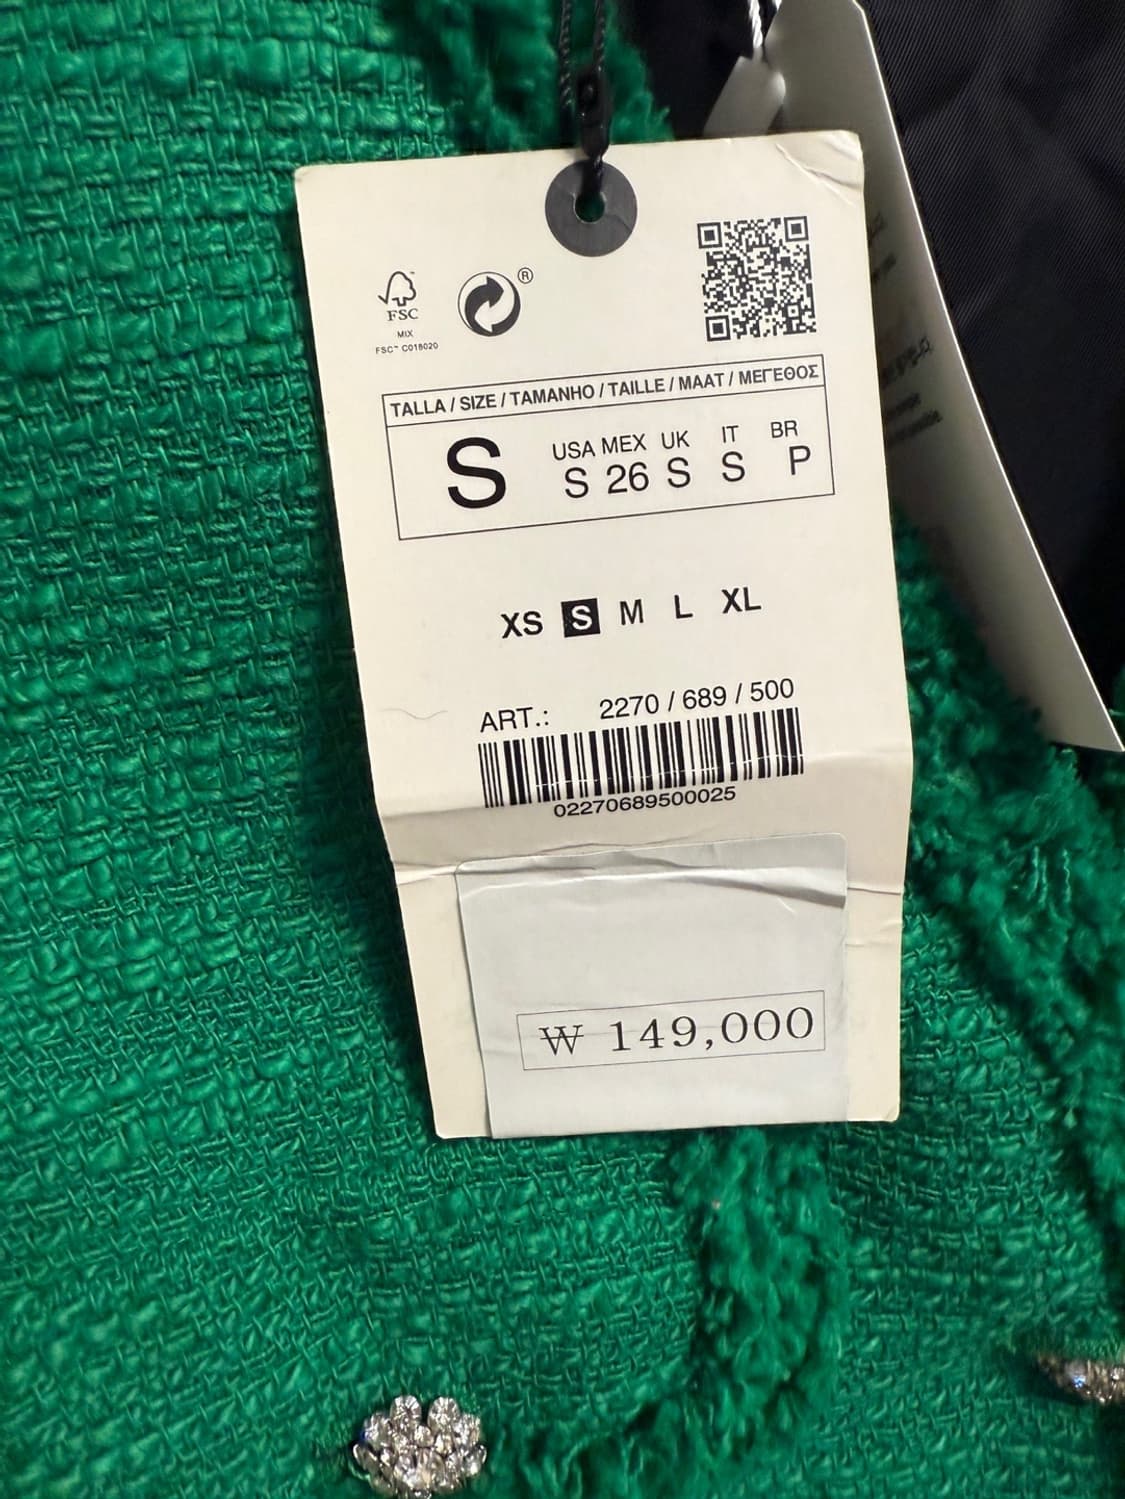 FSC™
MIX
FSC™ C018020
®
TALLA / SIZE / TAMANHO / TAILLE / MAAT / ΜΕΓΕΘΟΣ
S
USA MEX UK IT BR
S 26 S S P
XS S M L XL
ART.: 2270 / 689 / 500
02270689500025
₩ 149,000